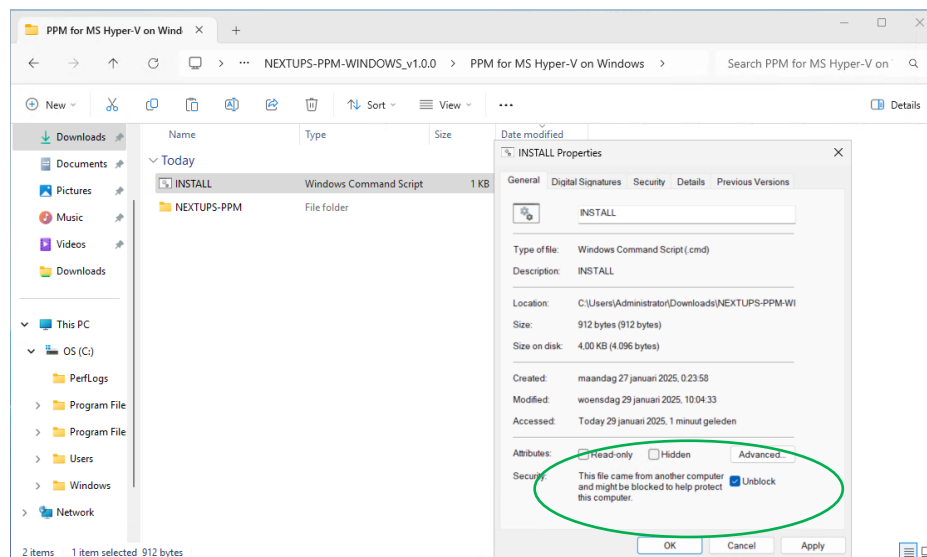 PPM for MS Hyper-V on Wind
NEXTUPS-PPM-WINDOWS_v1.0.0 > PPM for MS Hyper-V on Windows >
Search PPM for MS Hyper-V on
New
Sort
View
Details
Downloads
Documents
Pictures
Music
Videos
Downloads
This PC
OS (C:)
PerfLogs
Program File
Program File
Users
Windows
Network
Name Type Size Date modified
Today
INSTALL Windows Command Script 1 KB
NEXTUPS-PPM File folder
INSTALL Properties
General Digital Signatures Security Details Previous Versions
INSTALL
Type of file: Windows Command Script (.cmd)
Description: INSTALL
Location: C:\Users\Administrator\Downloads\NEXTUPS-PPM-WI
Size: 912 bytes (912 bytes)
Size on disk: 4,00 KB (4.096 bytes)
Created: maandag 27 januari 2025, 0:23:58
Modified: woensdag 29 januari 2025, 10:04:33
Accessed: Today 29 januari 2025, 1 minuut geleden
Attributes: Read-only Hidden Advanced...
Security: This file came from another computer
and might be blocked to help protect
this computer.
Unblock
OK Cancel Apply
2 items 1 item selected 912 bytes